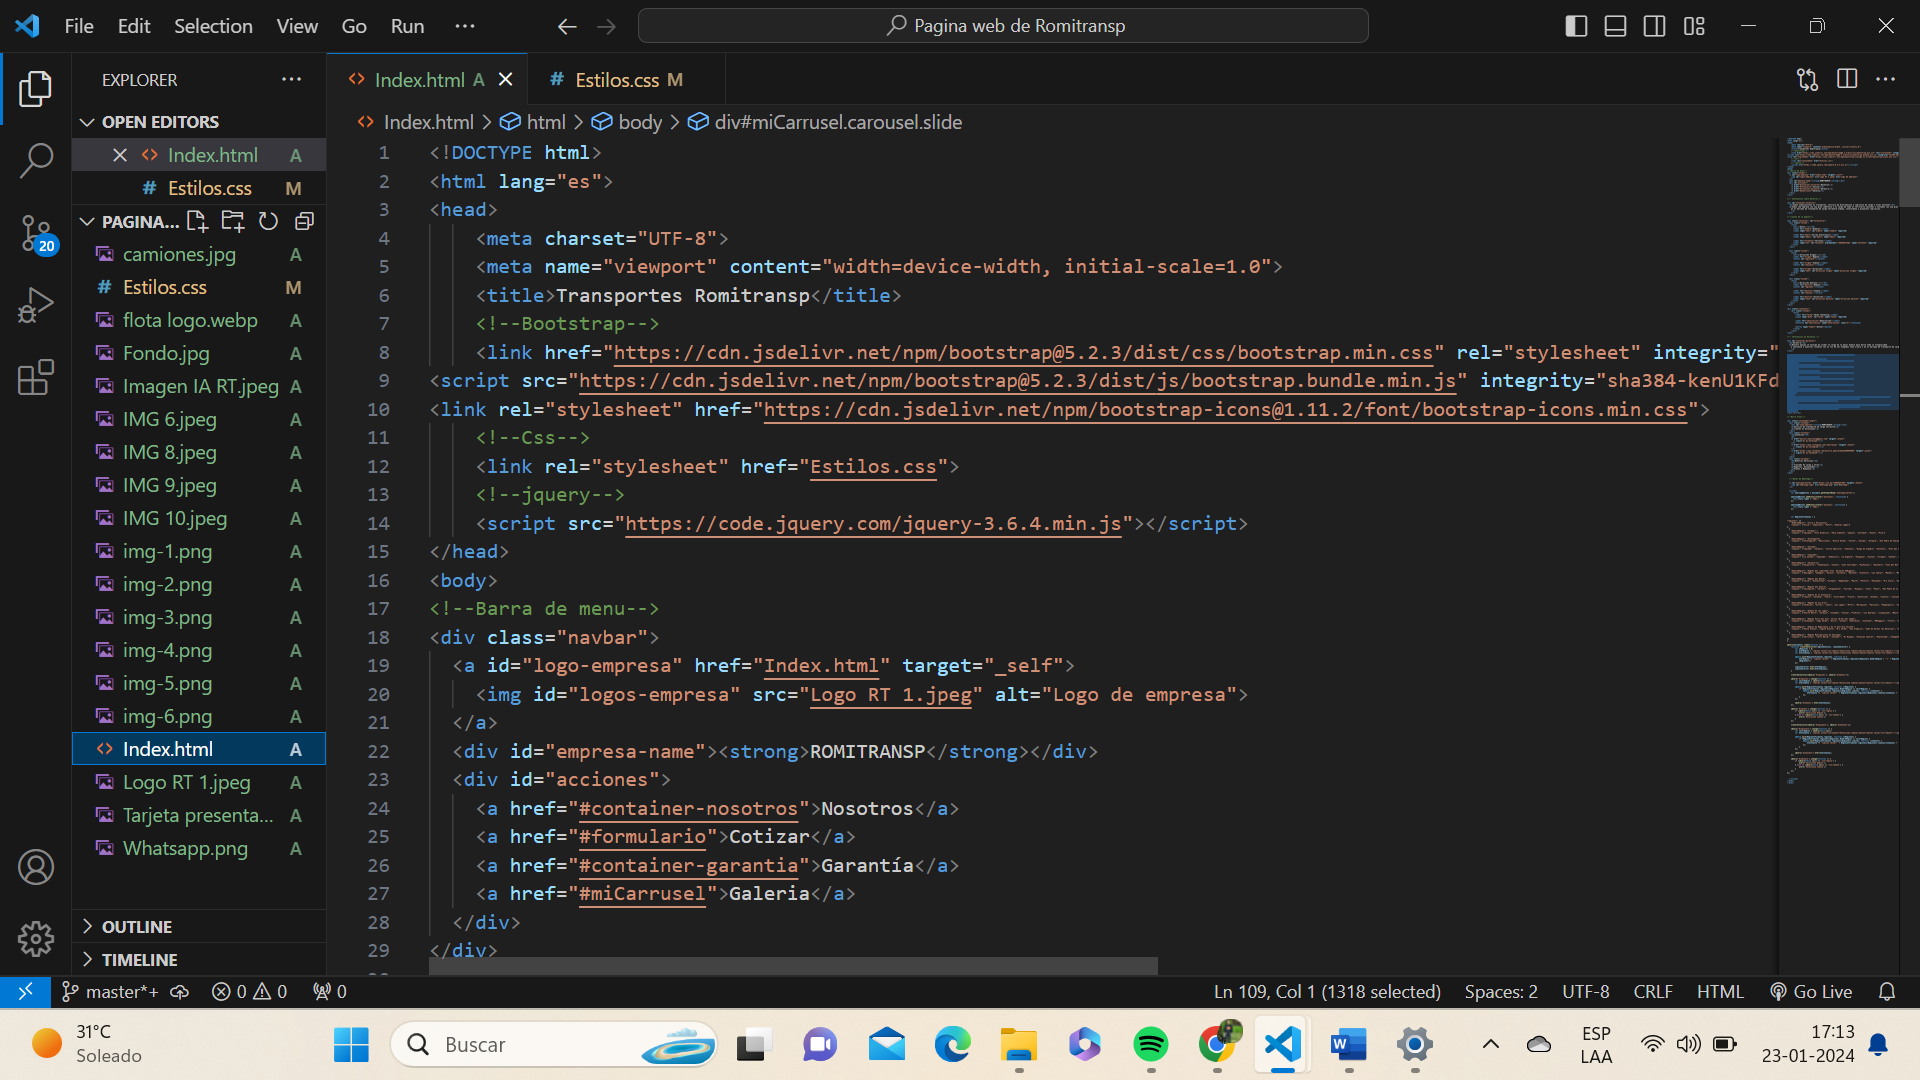 File Edit Selection View Go Run ···
Pagina web de Romitransp
EXPLORER ···
Index.html A
# Estilos.css M
OPEN EDITORS
Index.html A
# Estilos.css M
PAGINA...
camiones.jpg A
# Estilos.css M
flota logo.webp A
Fondo.jpg A
Imagen IA RT.jpeg A
IMG 6.jpeg A
IMG 8.jpeg A
IMG 9.jpeg A
IMG 10.jpeg A
img-1.png A
img-2.png A
img-3.png A
img-4.png A
img-5.png A
img-6.png A
Index.html A
Logo RT 1.jpeg A
Tarjeta presenta... A
Whatsapp.png A
OUTLINE
TIMELINE
20
Index.html > html > body > div#miCarrusel.carousel.slide
1 <!DOCTYPE html>
2 <html lang="es">
3 <head>
4 <meta charset="UTF-8">
5 <meta name="viewport" content="width=device-width, initial-scale=1.0">
6 <title>Transportes Romitransp</title>
7 <!--Bootstrap-->
8 <link href="https://cdn.jsdelivr.net/npm/bootstrap@5.2.3/dist/css/bootstrap.min.css" rel="stylesheet" integrity="
9 <script src="https://cdn.jsdelivr.net/npm/bootstrap@5.2.3/dist/js/bootstrap.bundle.min.js" integrity="sha384-kenU1KFd
10 <link rel="stylesheet" href="https://cdn.jsdelivr.net/npm/bootstrap-icons@1.11.2/font/bootstrap-icons.min.css">
11 <!--Css-->
12 <link rel="stylesheet" href="Estilos.css">
13 <!--jquery-->
14 <script src="https://code.jquery.com/jquery-3.6.4.min.js"></script>
15 </head>
16 <body>
17 <!--Barra de menu-->
18 <div class="navbar">
19 <a id="logo-empresa" href="Index.html" target="_self">
20 <img id="logos-empresa" src="Logo RT 1.jpeg" alt="Logo de empresa">
21 </a>
22 <div id="empresa-name"><strong>ROMITRANSP</strong></div>
23 <div id="acciones">
24 <a href="#container-nosotros">Nosotros</a>
25 <a href="#formulario">Cotizar</a>
26 <a href="#container-garantia">Garantía</a>
27 <a href="#miCarrusel">Galeria</a>
28 </div>
29 </div>
master*+ 0 0 0
Ln 109, Col 1 (1318 selected) Spaces: 2 UTF-8 CRLF HTML Go Live
31°C
Soleado
Buscar
ESP
LAA
17:13
23-01-2024